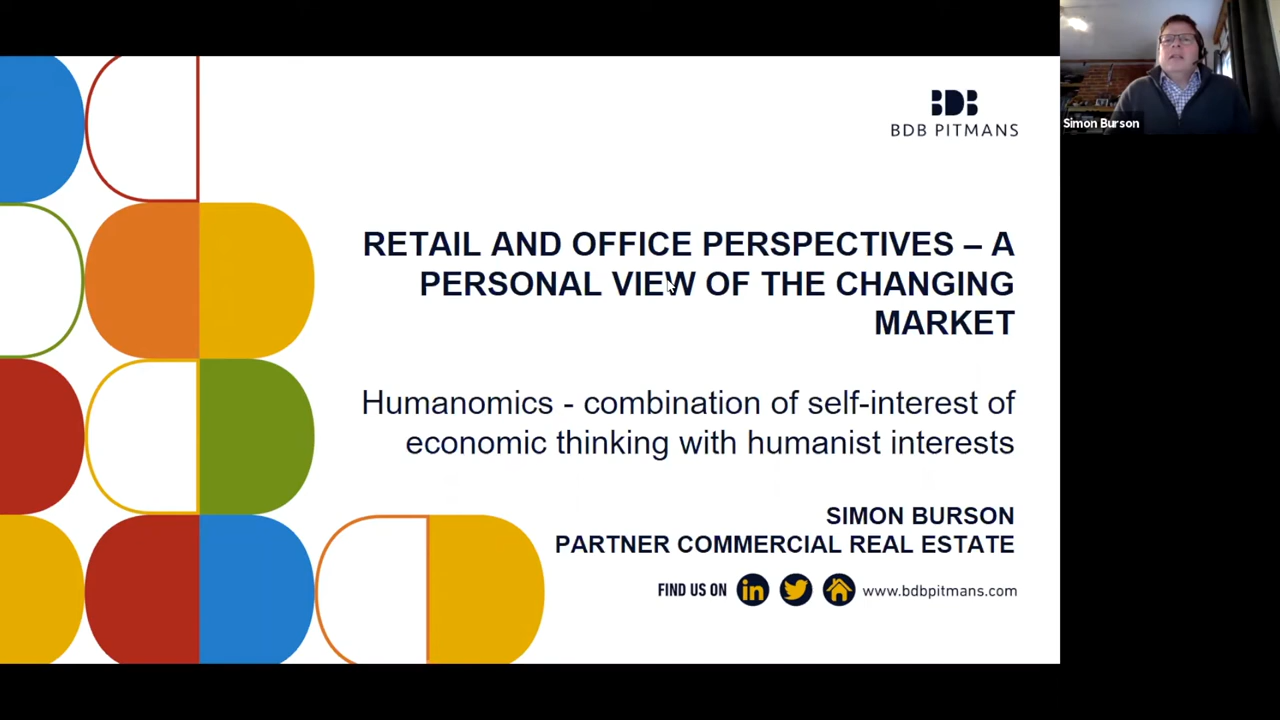 BDB
BDB PITMANS
Simon Burson
RETAIL AND OFFICE PERSPECTIVES – A
PERSONAL VIEW OF THE CHANGING
MARKET
Humanomics - combination of self-interest of
economic thinking with humanist interests
SIMON BURSON
PARTNER COMMERCIAL REAL ESTATE
FIND US ON in www.bdbpitmans.com